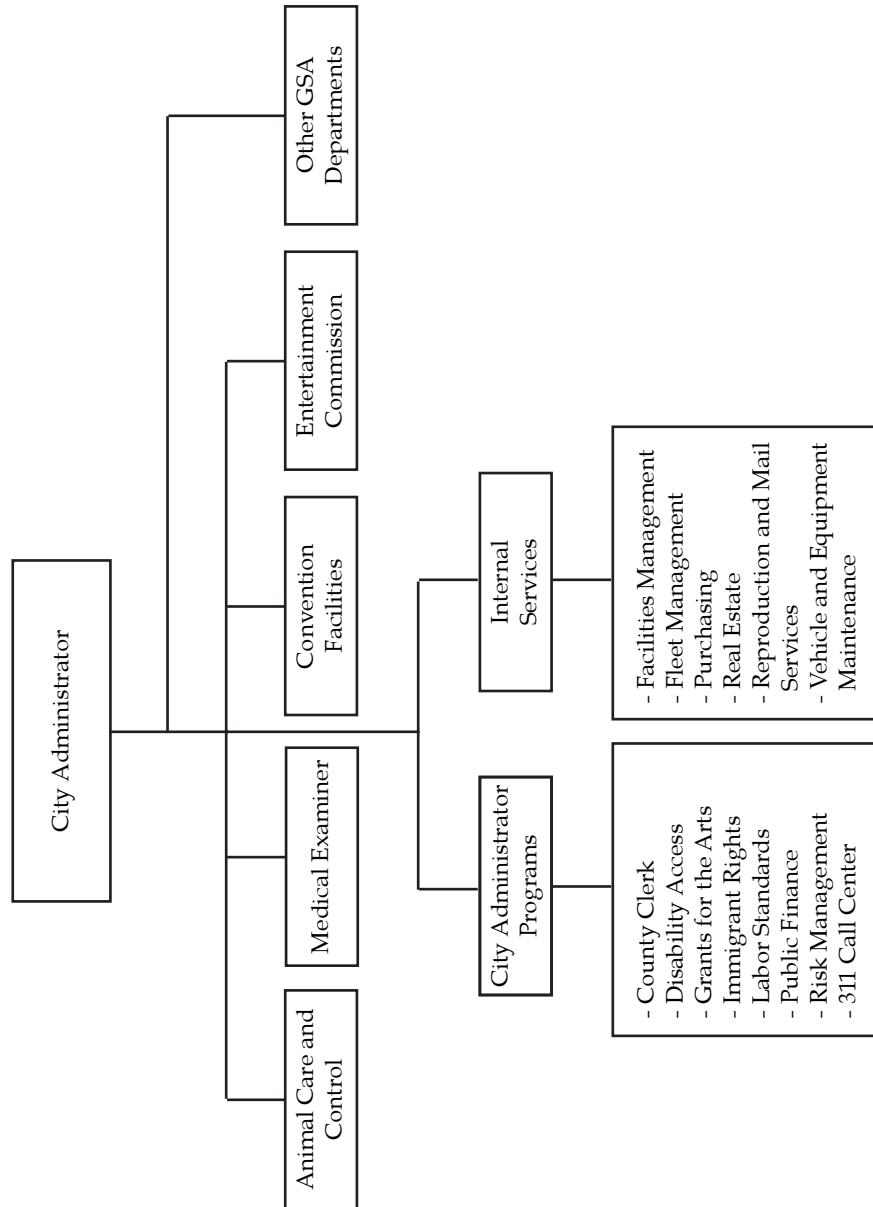 City Administrator
Animal Care and
Control
Medical Examiner
Convention
Facilities
Entertainment
Commission
Other GSA
Departments
City Administrator
Programs
Internal
Services
- County Clerk
- Disability Access
- Grants for the Arts
- Immigrant Rights
- Labor Standards
- Public Finance
- Risk Management
- 311 Call Center
- Facilities Management
- Fleet Management
- Purchasing
- Real Estate
- Reproduction and Mail
Services
- Vehicle and Equipment
Maintenance